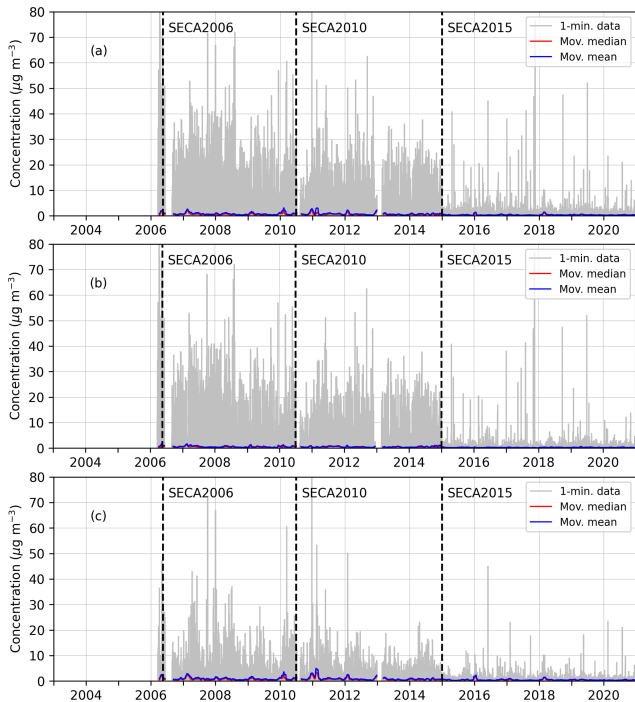 80
70
60
50
40
30
20
10
0
Concentration (μg m⁻³)
(a)
SECA2006
SECA2010
SECA2015
1-min. data
Mov. median
Mov. mean
2004 2006 2008 2010 2012 2014 2016 2018 2020
80
70
60
50
40
30
20
10
0
Concentration (μg m⁻³)
(b)
SECA2006
SECA2010
SECA2015
1-min. data
Mov. median
Mov. mean
2004 2006 2008 2010 2012 2014 2016 2018 2020
80
70
60
50
40
30
20
10
0
Concentration (μg m⁻³)
(c)
SECA2006
SECA2010
SECA2015
1-min. data
Mov. median
Mov. mean
2004 2006 2008 2010 2012 2014 2016 2018 2020